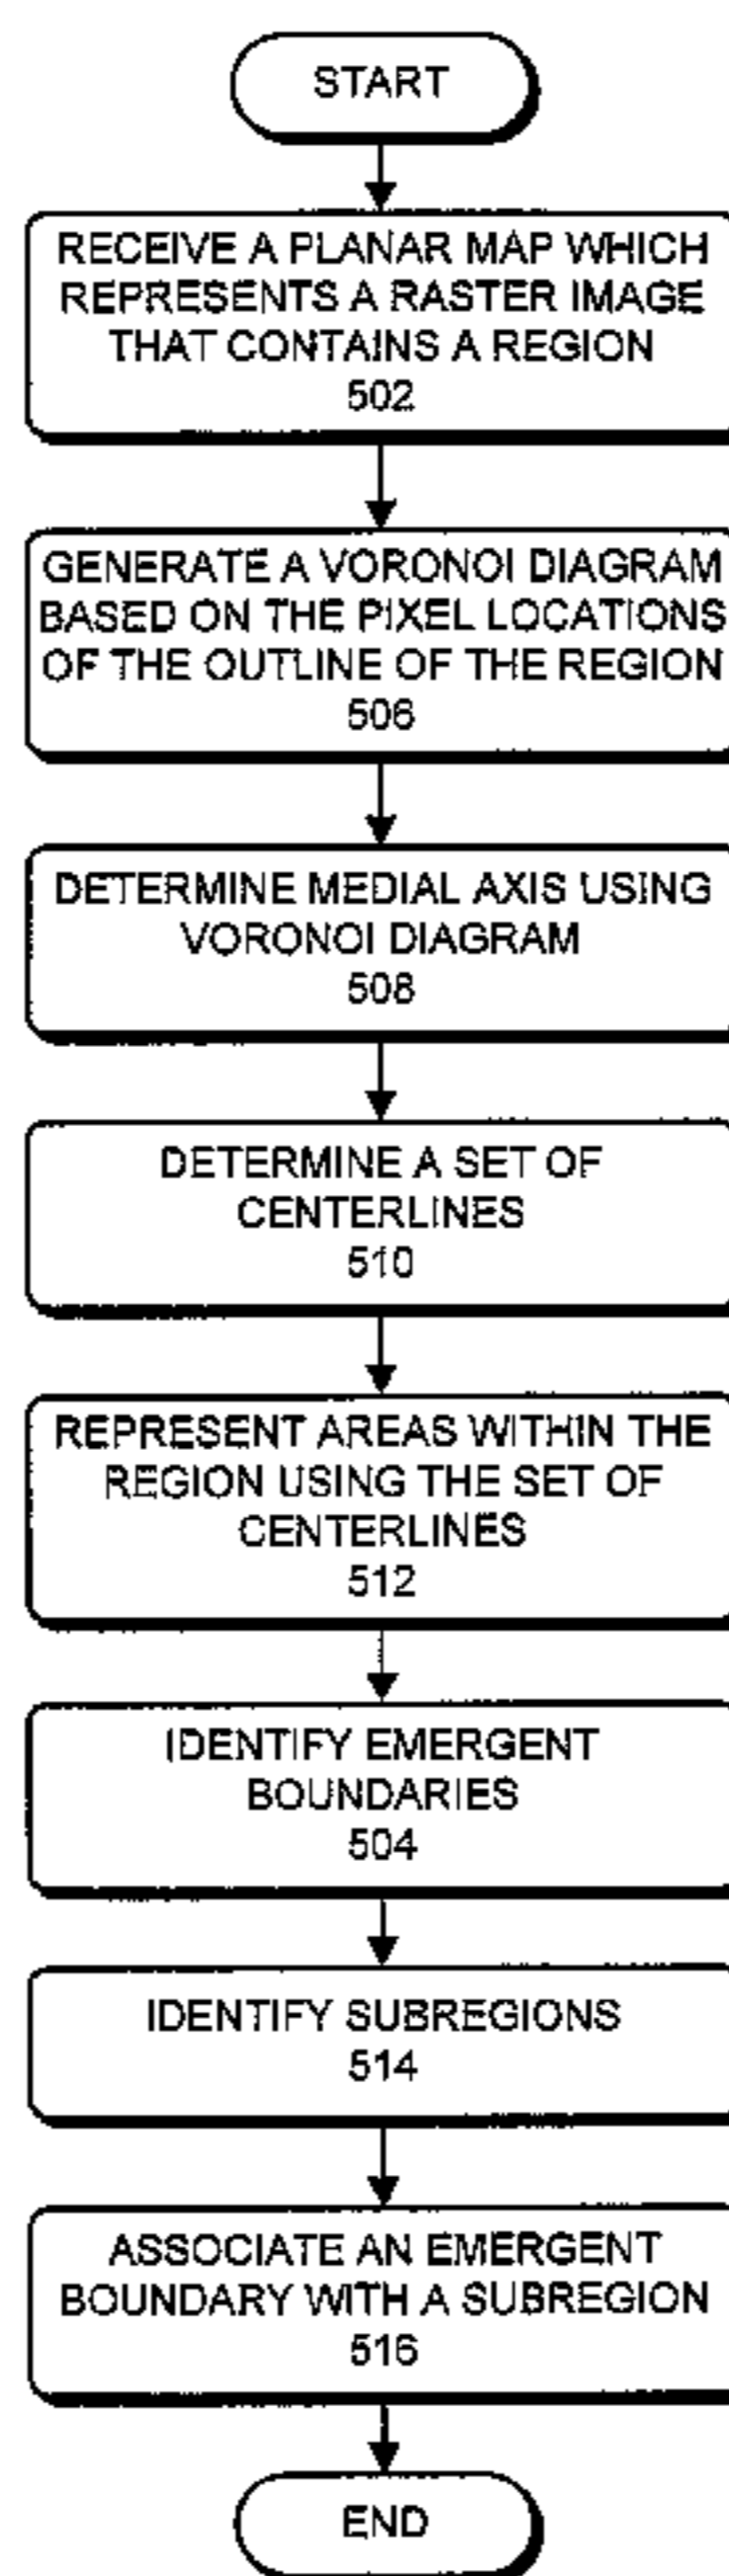 START
RECEIVE A PLANAR MAP WHICH
REPRESENTS A RASTER IMAGE
THAT CONTAINS A REGION
502
GENERATE A VORONOI DIAGRAM
BASED ON THE PIXEL LOCATIONS
OF THE OUTLINE OF THE REGION
506
DETERMINE MEDIAL AXIS USING
VORONOI DIAGRAM
508
DETERMINE A SET OF
CENTERLINES
510
REPRESENT AREAS WITHIN THE
REGION USING THE SET OF
CENTERLINES
512
IDENTIFY EMERGENT
BOUNDARIES
504
IDENTIFY SUBREGIONS
514
ASSOCIATE AN EMERGENT
BOUNDARY WITH A SUBREGION
516
END